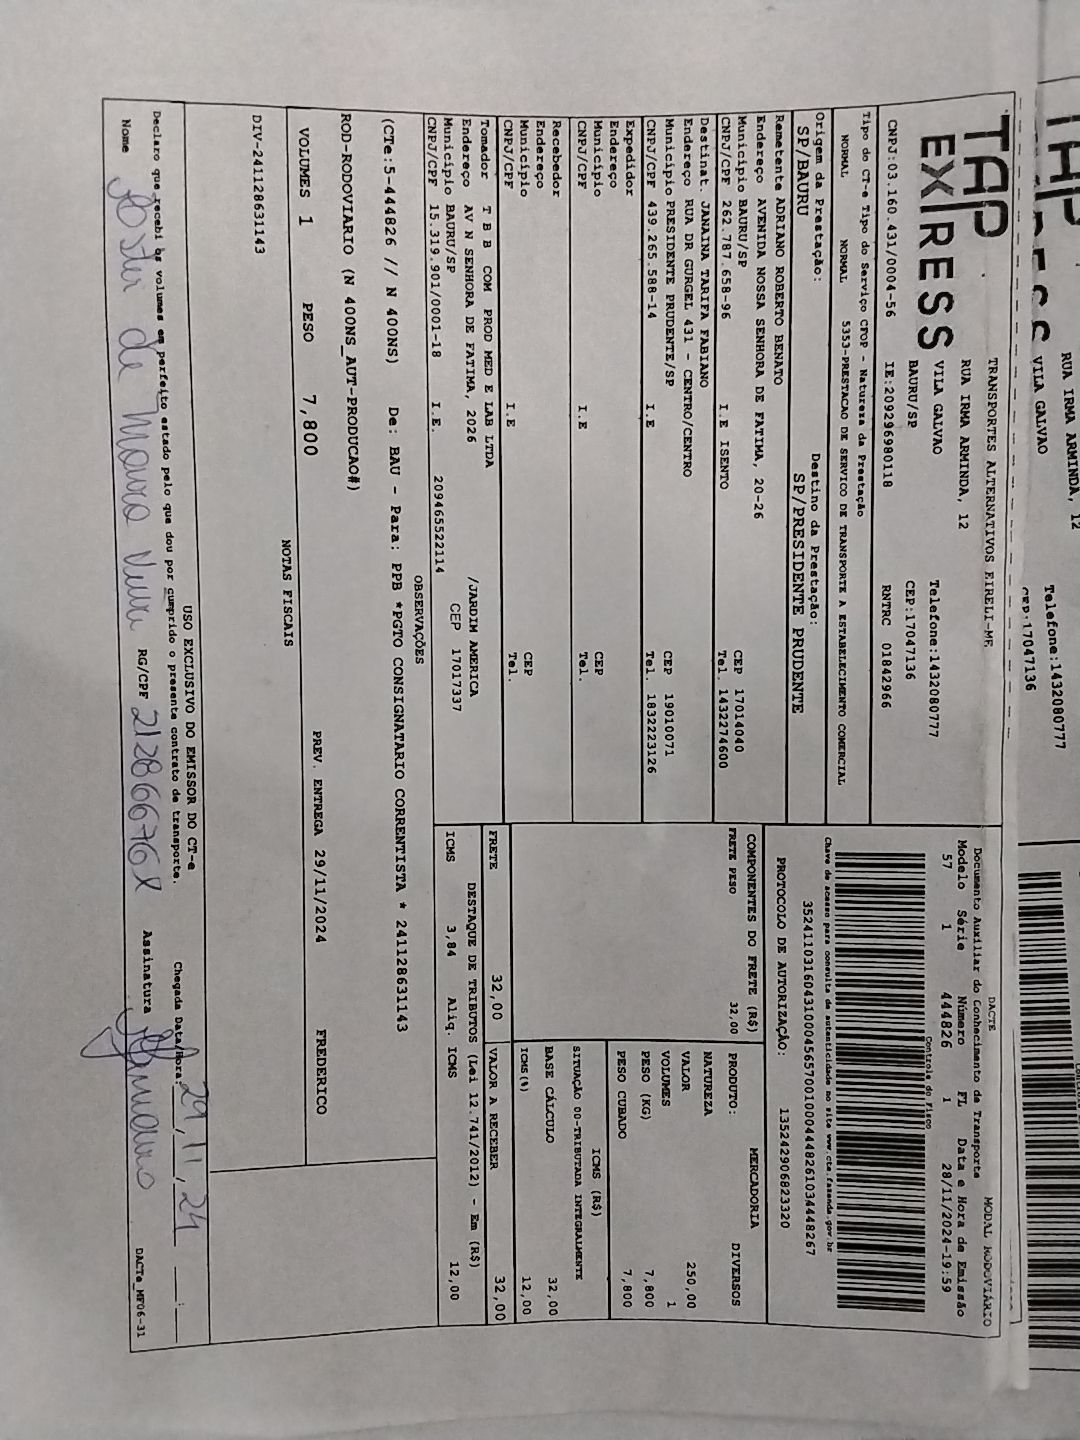 RUA IRMA ARMINDA, 12
VILA GALVAO
Telefone:1432080777
CEP:17047136
TAP
EXPRESS
TRANSPORTES ALTERNATIVOS EIRELI-ME
RUA IRMA ARMINDA, 12
VILA GALVAO Telefone:1432080777
BAURU/SP CEP:17047136
CNPJ:03.160.431/0004-56 IE:209296980118 RNTRC 01842966
DACTE MODAL RODOVIÁRIO
Documento Auxiliar do Conhecimento de Transporte
Modelo Série Número FL Data e Hora de Emissão
57 1 444826 1 28/11/2024-19:59
Controle do Fisco
Chave de acesso para consulta de autenticidade no site www.cte.fazenda.gov.br
35241103160431000456570010004448261034448267
PROTOCOLO DE AUTORIZAÇÃO: 135242906823320
Tipo do CT-e Tipo do Serviço CFOP - Natureza da Prestação
NORMAL NORMAL 5353-PRESTACAO DE SERVICO DE TRANSPORTE A ESTABELECIMENTO COMERCIAL
Origem da Prestação: Destino da Prestação:
SP/BAURU SP/PRESIDENTE PRUDENTE
Remetente ADRIANO ROBERTO BENATO
Endereço AVENIDA NOSSA SENHORA DE FATIMA, 20-26
Município BAURU/SP CEP 17014040
CNPJ/CPF 262.787.658-96 I.E ISENTO Tel. 1432274600
Destinat. JANAINA TARIFA FABIANO
Endereço RUA DR GURGEL 431 - CENTRO/CENTRO
Município PRESIDENTE PRUDENTE/SP CEP 19010071
CNPJ/CPF 439.265.588-14 I.E Tel. 1832223126
Expedidor
Endereço
Município CEP
CNPJ/CPF I.E Tel.
Recebedor
Endereço
Município CEP
CNPJ/CPF I.E Tel.
Tomador T B B COM PROD MED E LAB LTDA
Endereço AV N SENHORA DE FATIMA, 2026 /JARDIM AMERICA
Município BAURU/SP CEP 17017337
CNPJ/CPF 15.319.901/0001-18 I.E. 209465522114
COMPONENTES DO FRETE (R$)
FRETE PESO 32,00
PRODUTO: MERCADORIA DIVERSOS
NATUREZA
VALOR 250,00
VOLUMES 1
PESO (KG) 7,800
PESO CUBADO 7,800
ICMS (R$)
SITUAÇÃO 00-TRIBUTADA INTEGRALMENTE
BASE CÁLCULO 32,00
ICMS(%) 12,00
FRETE 32,00 VALOR A RECEBER 32,00
DESTAQUE DE TRIBUTOS (Lei 12.741/2012) - Em (R$)
ICMS 3,84 Aliq. ICMS 12,00
OBSERVAÇÕES
(CTe:5-444826 // N 400NS) De: BAU - Para: PPB *PGTO CONSIGNATARIO CORRENTISTA * 241128631143
ROD-RODOVIARIO (N 400NS_AUT-PRODUCAO#)
VOLUMES 1 PESO 7,800 PREV. ENTREGA 29/11/2024 FREDERICO
NOTAS FISCAIS
DIV-241128631143
USO EXCLUSIVO DO EMISSOR DO CT-e
Declaro que recebi os volumes em perfeito estado pelo que dou por cumprido o presente contrato de transporte. Chegada Data/Hora: 29/11/24 __:__
Nome de RG/CPF Assinatura
DACTe_MF06-31